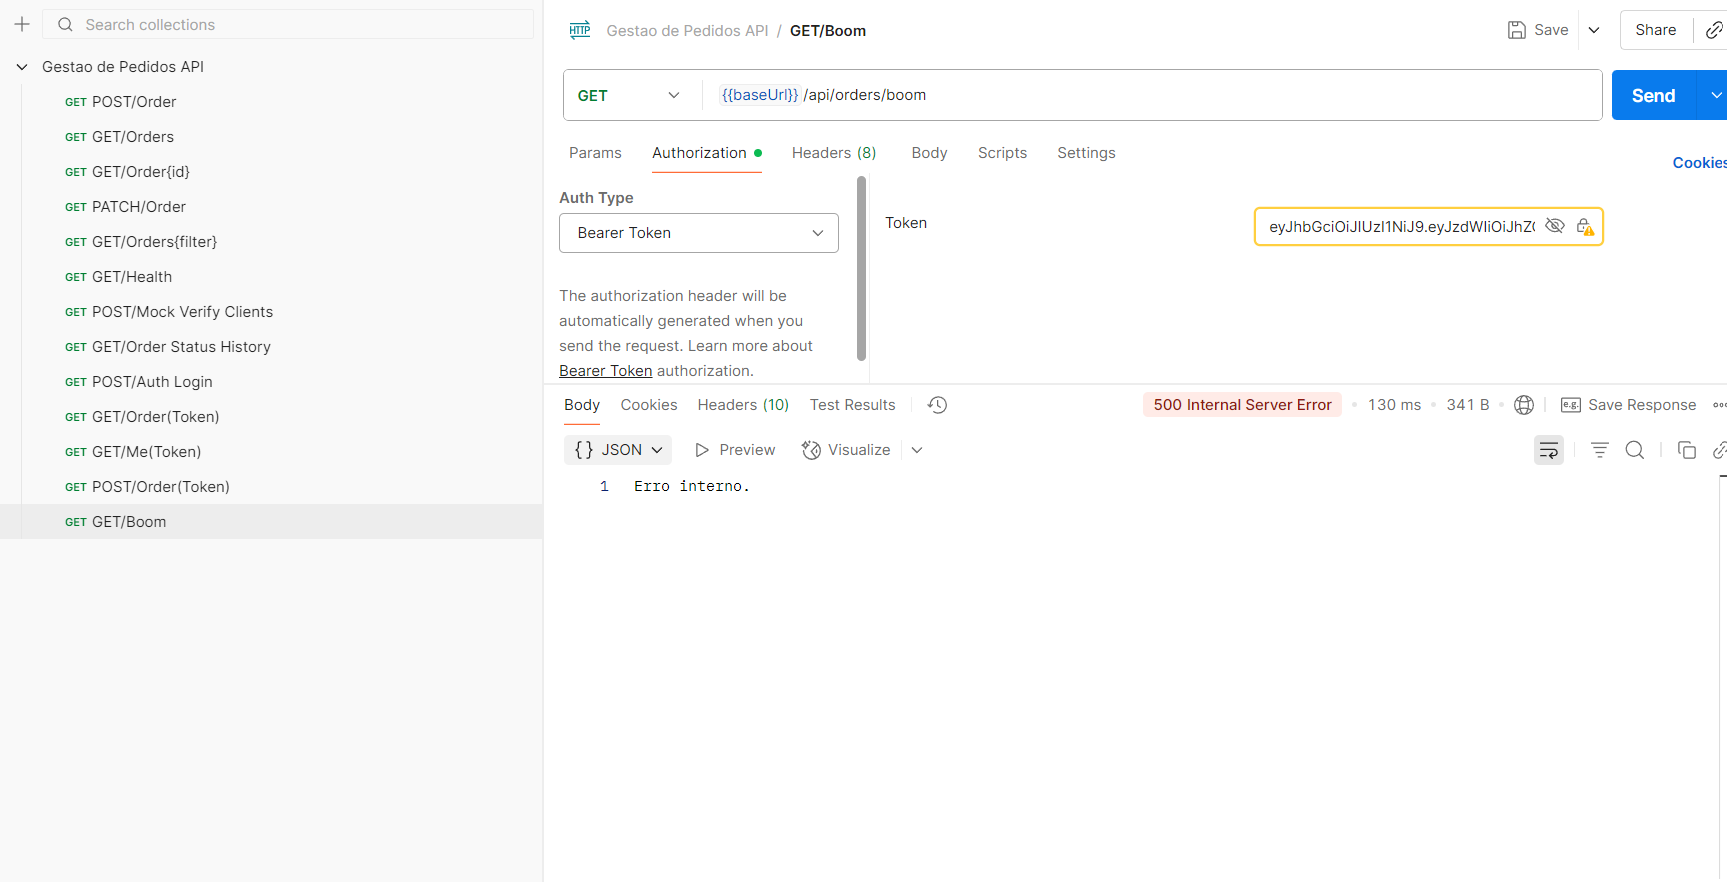 Search collections
Gestao de Pedidos API
GET POST/Order
GET GET/Orders
GET GET/Order{id}
GET PATCH/Order
GET GET/Orders{filter}
GET GET/Health
GET POST/Mock Verify Clients
GET GET/Order Status History
GET POST/Auth Login
GET GET/Order(Token)
GET GET/Me(Token)
GET POST/Order(Token)
GET GET/Boom
HTTP Gestao de Pedidos API / GET/Boom
Save
Share
GET {{baseUrl}} /api/orders/boom
Send
Params Authorization Headers (8) Body Scripts Settings
Cookies
Auth Type
Bearer Token
The authorization header will be
automatically generated when you
send the request. Learn more about
Bearer Token authorization.
Token
eyJhbGciOiJIUzI1NiJ9.eyJzdWIiOiJhZ
Body Cookies Headers (10) Test Results
500 Internal Server Error • 130 ms • 341 B • e.g. Save Response
{} JSON Preview Visualize
1 Erro interno.